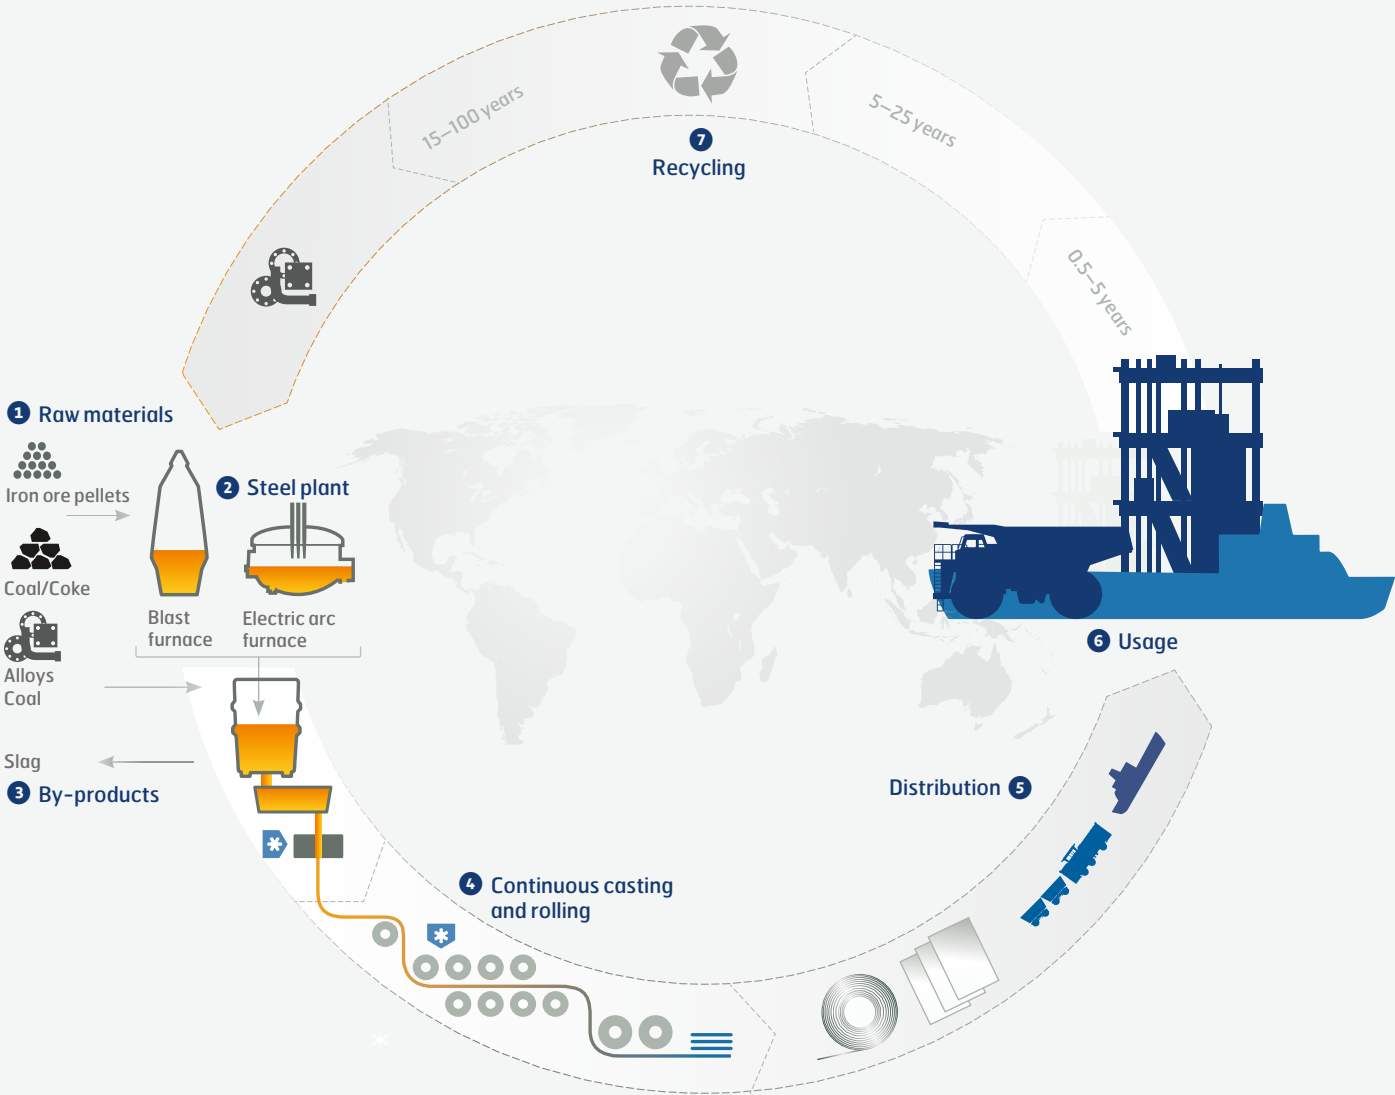 15–100 years
5–25 years
7
Recycling
0.5–5 years
1 Raw materials
Iron ore pellets
2 Steel plant
Coal/Coke
Blast
furnace
Electric arc
furnace
Alloys
Coal
6 Usage
Slag
3 By-products
Distribution 5
4 Continuous casting
and rolling